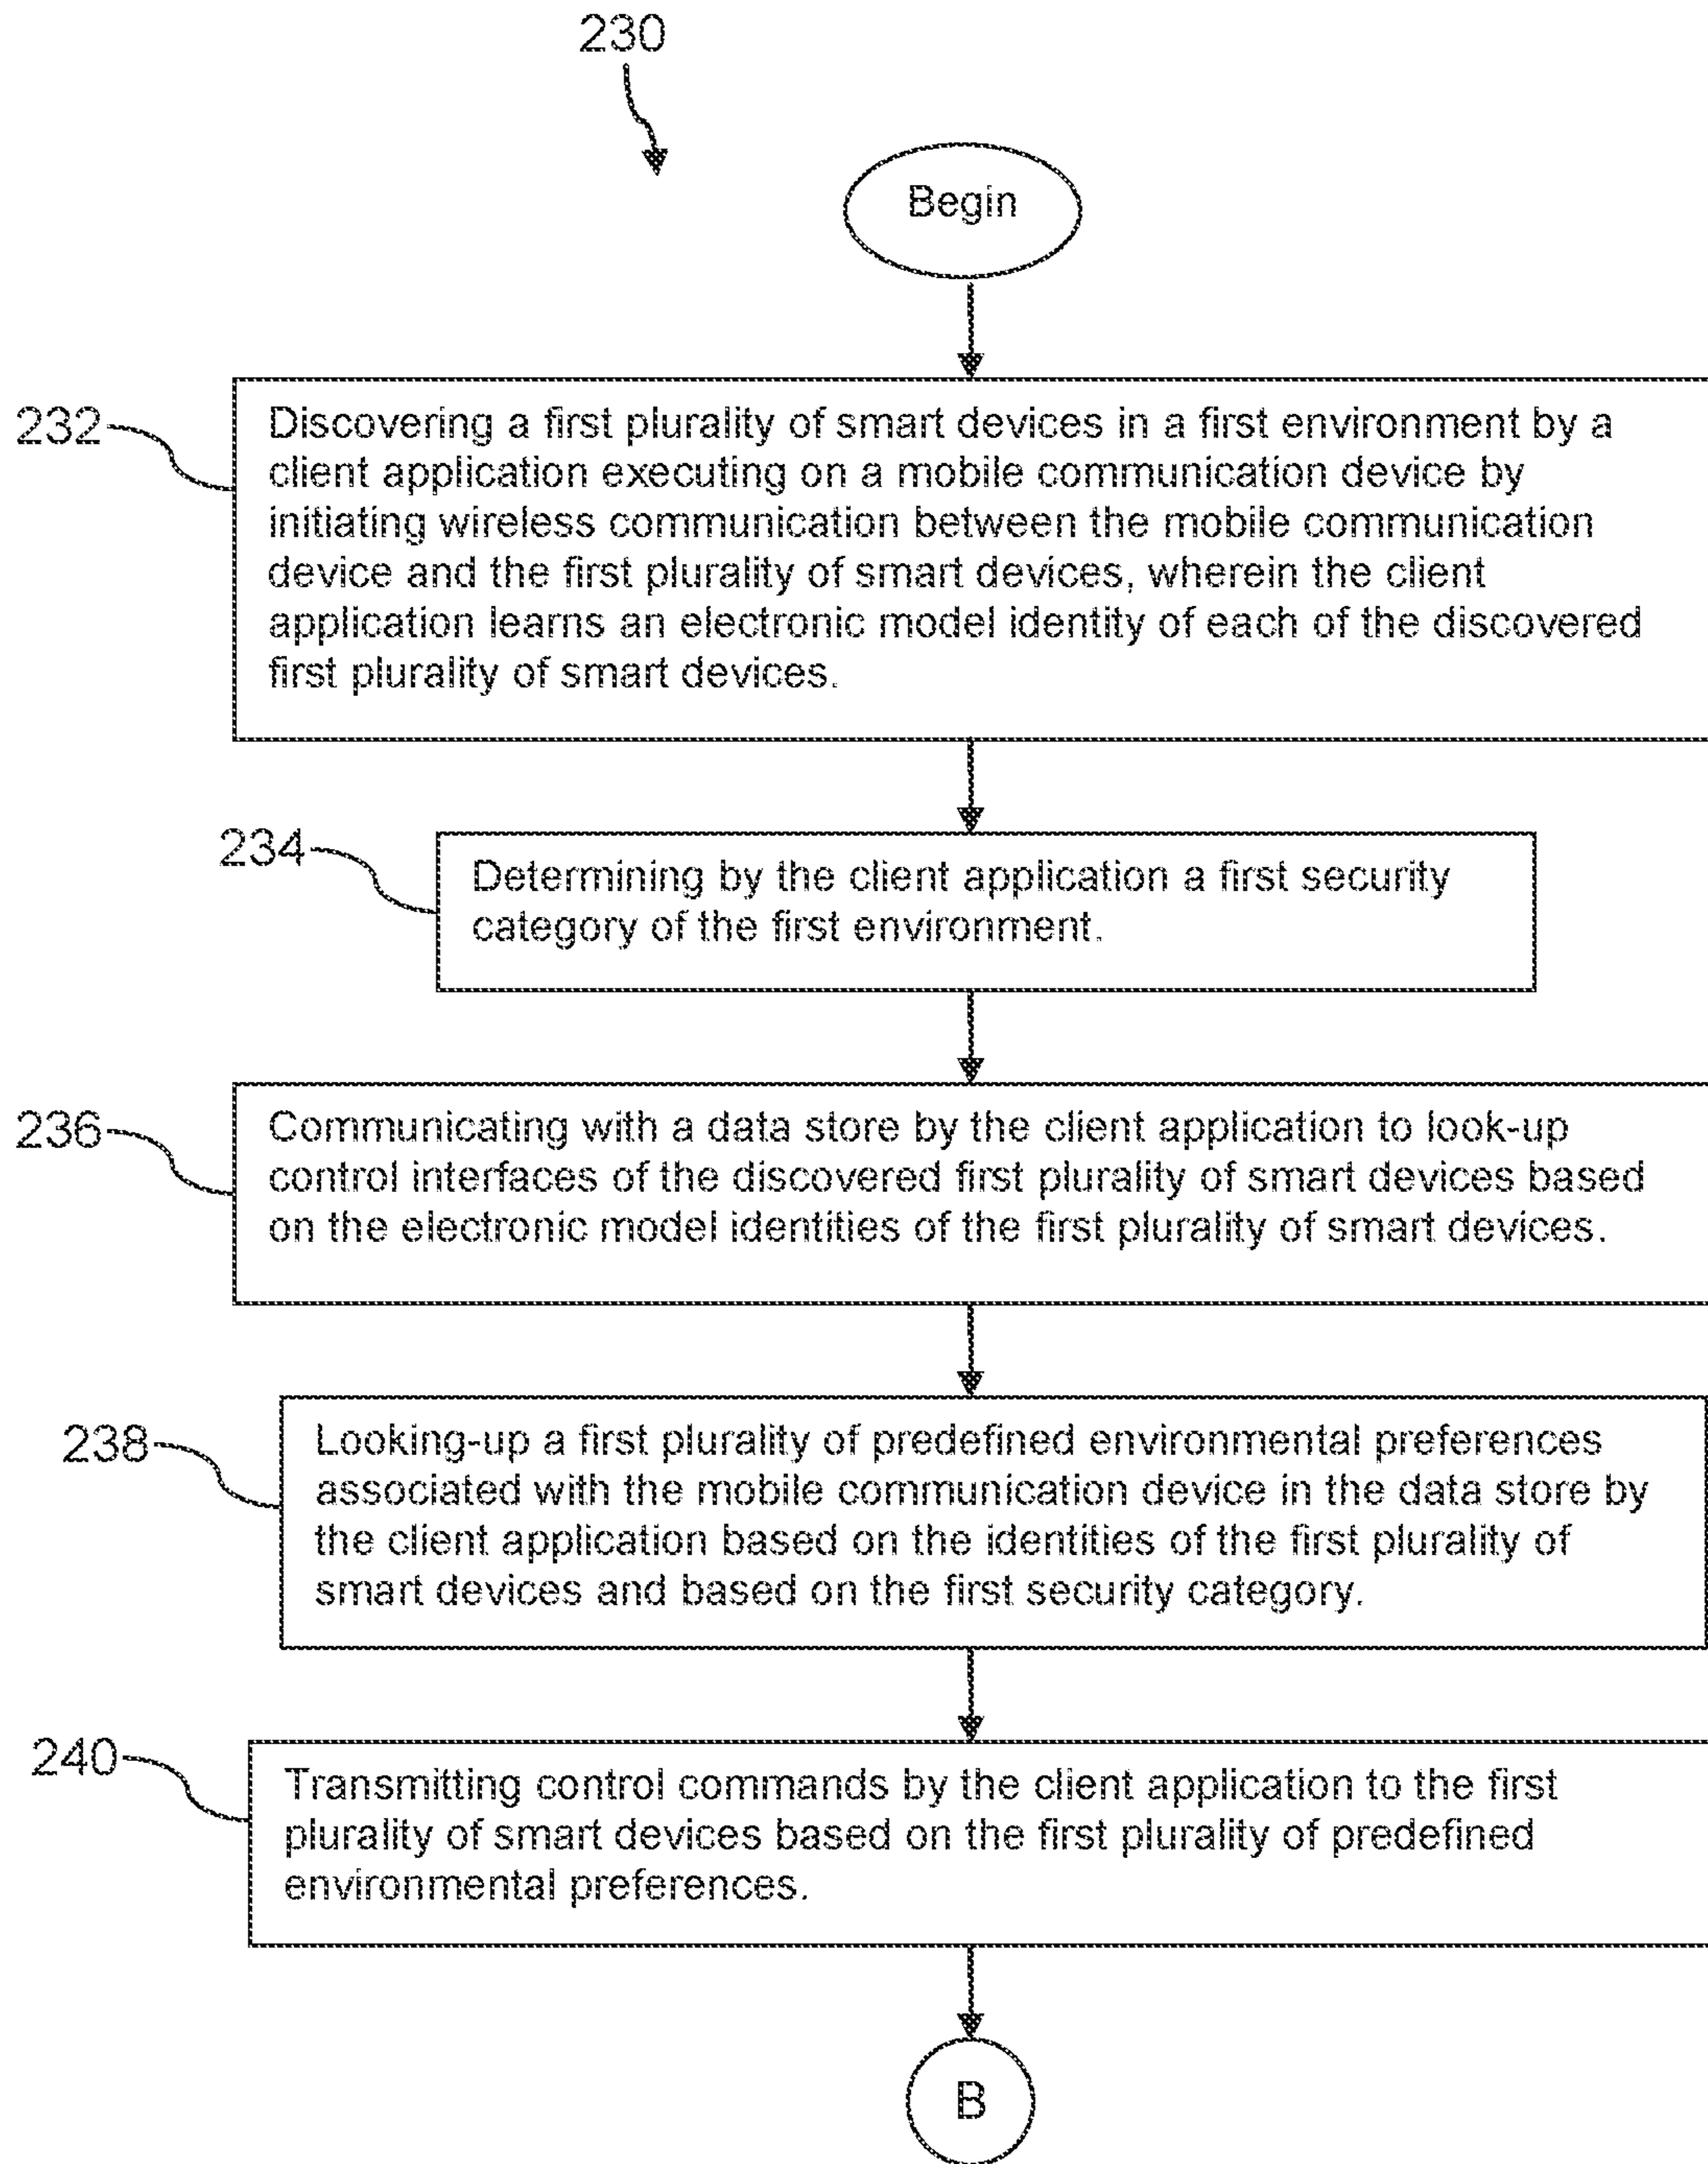 230
Begin
232
Discovering a first plurality of smart devices in a first environment by a
client application executing on a mobile communication device by
initiating wireless communication between the mobile communication
device and the first plurality of smart devices, wherein the client
application learns an electronic model identity of each of the discovered
first plurality of smart devices.
234
Determining by the client application a first security
category of the first environment.
236
Communicating with a data store by the client application to look-up
control interfaces of the discovered first plurality of smart devices based
on the electronic model identities of the first plurality of smart devices.
238
Looking-up a first plurality of predefined environmental preferences
associated with the mobile communication device in the data store by
the client application based on the identities of the first plurality of
smart devices and based on the first security category.
240
Transmitting control commands by the client application to the first
plurality of smart devices based on the first plurality of predefined
environmental preferences.
B